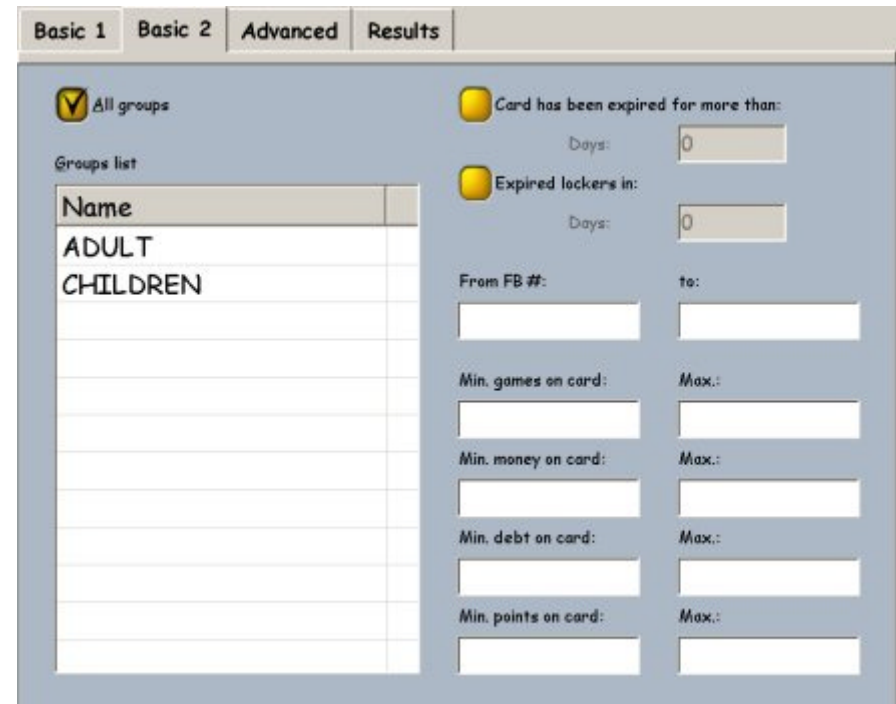 Basic 1 Basic 2 Advanced Results
All groups
Groups list
Name
ADULT
CHILDREN
Card has been expired for more than:
Days: 0
Expired lockers in:
Days: 0
From FB #: to:
Min. games on card: Max.:
Min. money on card: Max.:
Min. debt on card: Max.:
Min. points on card: Max.: